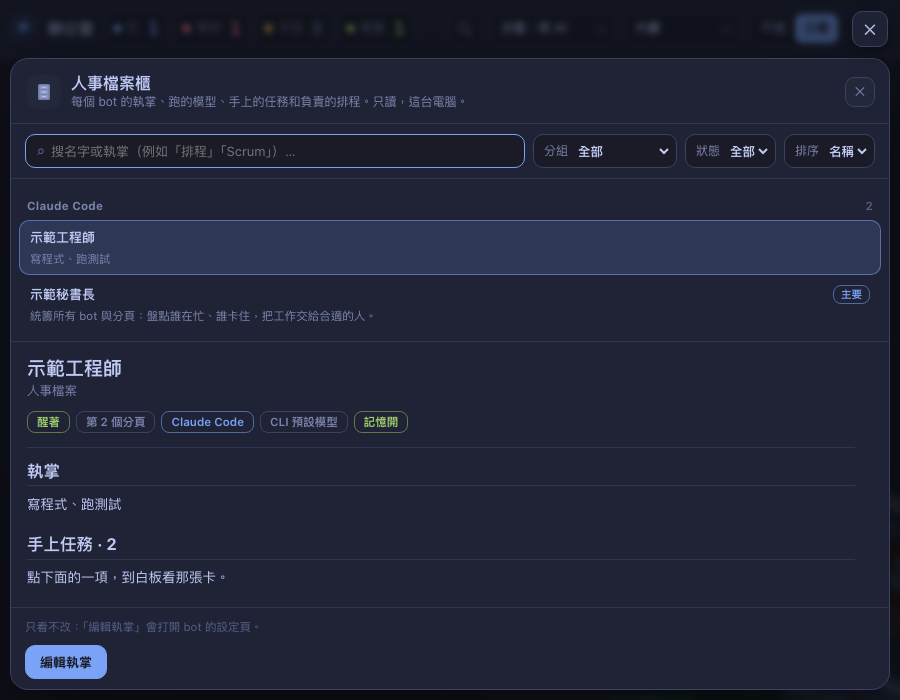 人事檔案櫃
每個 bot 的執掌、跑的模型、手上的任務和負責的排程。只讀，這台電腦。
搜名字或執掌（例如「排程」「Scrum」）…
分組 全部
狀態 全部
排序 名稱
Claude Code 2
示範工程師
寫程式、跑測試
示範秘書長 主要
統籌所有 bot 與分頁：盤點誰在忙、誰卡住，把工作交給合適的人。
示範工程師
人事檔案
醒著 第 2 個分頁 Claude Code CLI 預設模型 記憶開
執掌
寫程式、跑測試
手上任務 · 2
點下面的一項，到白板看那張卡。
只看不改：「編輯執掌」會打開 bot 的設定頁。
編輯執掌